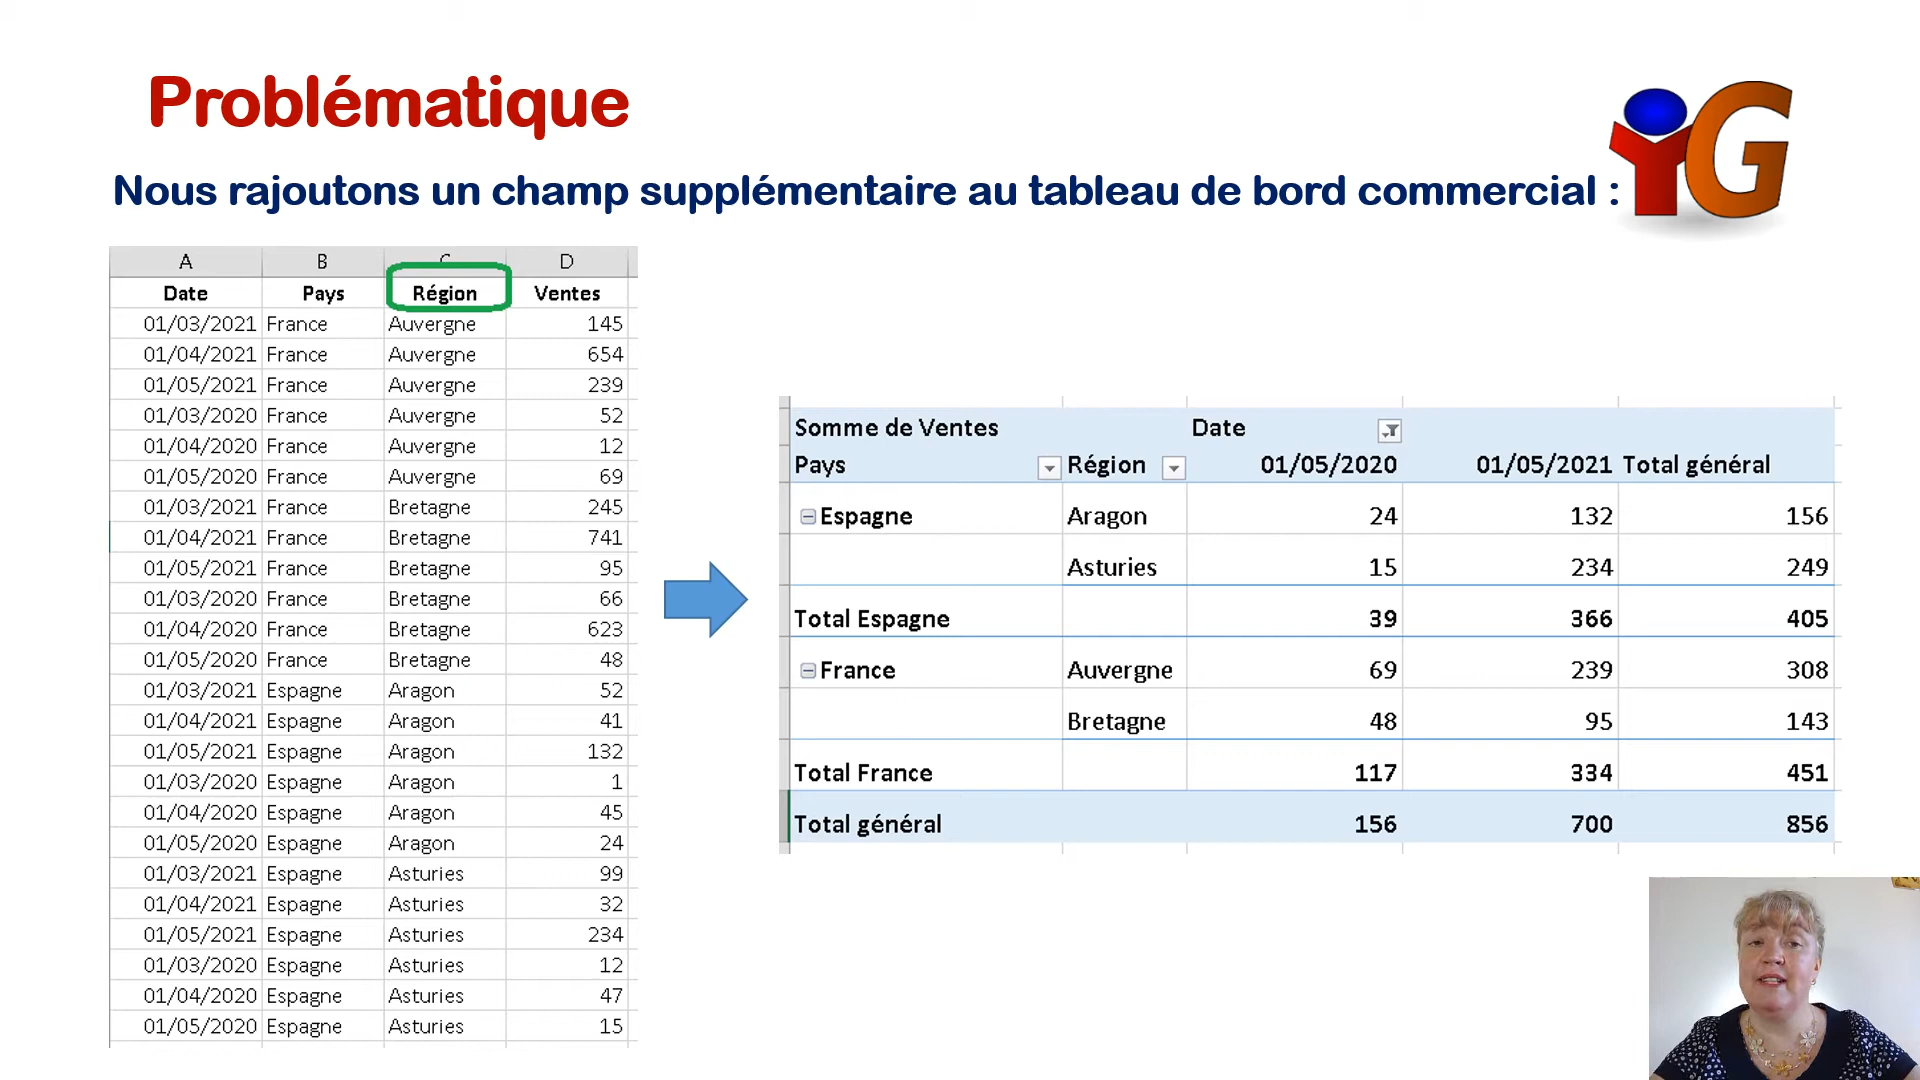 Problématique
Nous rajoutons un champ supplémentaire au tableau de bord commercial :
YG
A B C D
Date Pays Région Ventes
01/03/2021 France Auvergne 145
01/04/2021 France Auvergne 654
01/05/2021 France Auvergne 239
01/03/2020 France Auvergne 52
01/04/2020 France Auvergne 12
01/05/2020 France Auvergne 69
01/03/2021 France Bretagne 245
01/04/2021 France Bretagne 741
01/05/2021 France Bretagne 95
01/03/2020 France Bretagne 66
01/04/2020 France Bretagne 623
01/05/2020 France Bretagne 48
01/03/2021 Espagne Aragon 52
01/04/2021 Espagne Aragon 41
01/05/2021 Espagne Aragon 132
01/03/2020 Espagne Aragon 1
01/04/2020 Espagne Aragon 45
01/05/2020 Espagne Aragon 24
01/03/2021 Espagne Asturies 99
01/04/2021 Espagne Asturies 32
01/05/2021 Espagne Asturies 234
01/03/2020 Espagne Asturies 12
01/04/2020 Espagne Asturies 47
01/05/2020 Espagne Asturies 15
Somme de Ventes Date
Pays Région 01/05/2020 01/05/2021 Total général
Espagne Aragon 24 132 156
Asturies 15 234 249
Total Espagne 39 366 405
France Auvergne 69 239 308
Bretagne 48 95 143
Total France 117 334 451
Total général 156 700 856